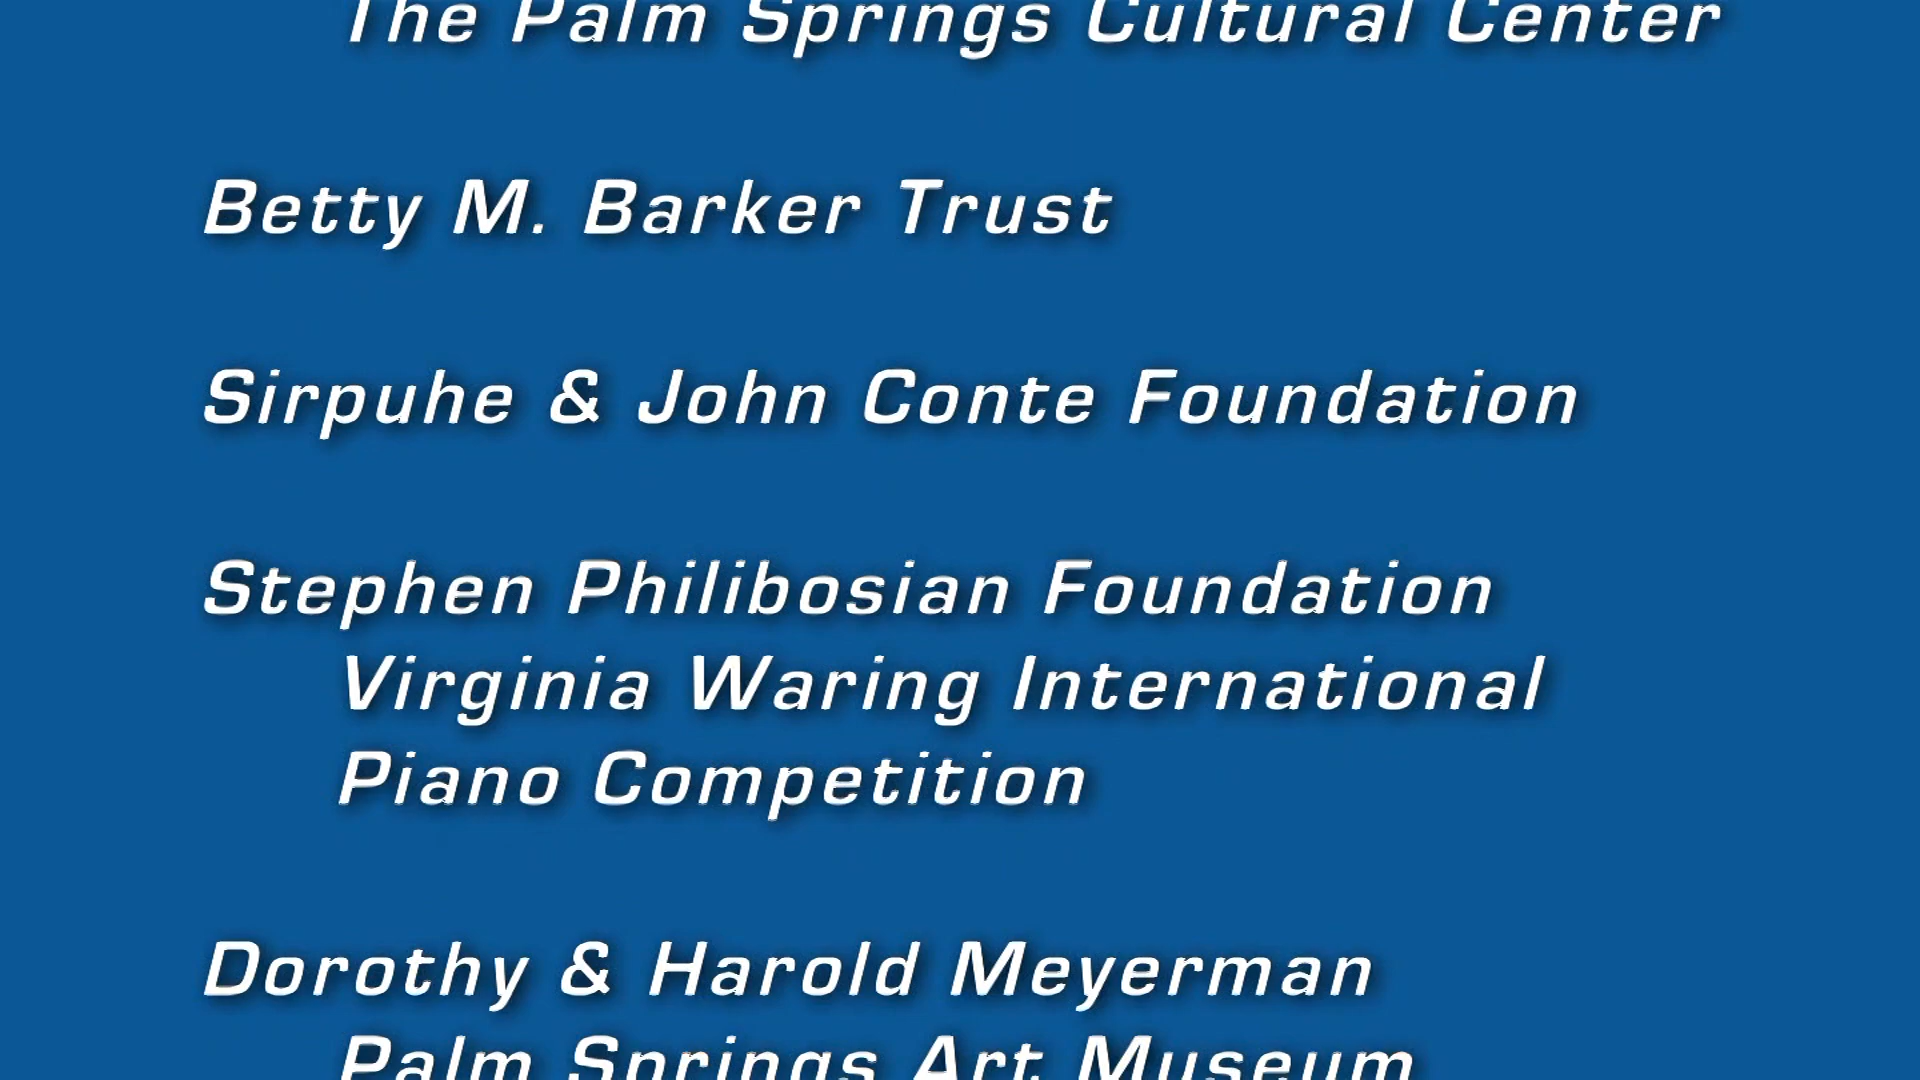 The Palm Springs Cultural Center
Betty M. Barker Trust
Sirpuhe & John Conte Foundation
Stephen Philibosian Foundation
Virginia Waring International
Piano Competition
Dorothy & Harold Meyerman
Palm Springs Art Museum